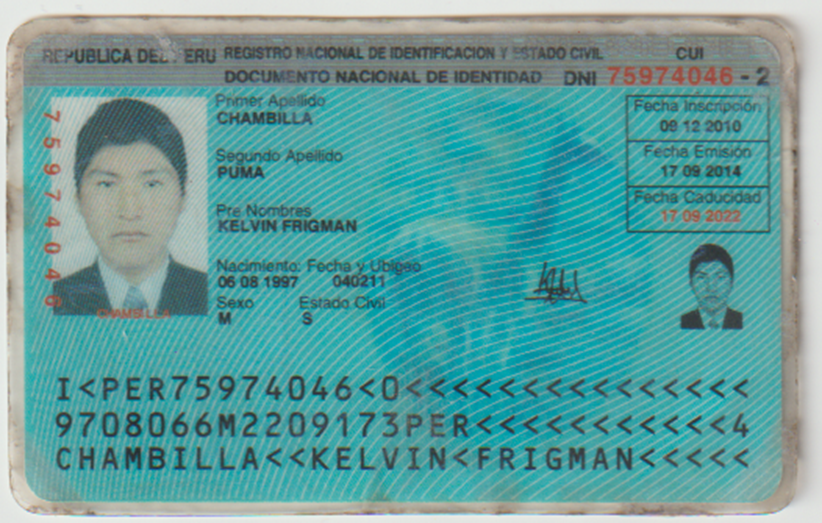 REPUBLICA DEL PERU REGISTRO NACIONAL DE IDENTIFICACION Y ESTADO CIVIL CUI
DOCUMENTO NACIONAL DE IDENTIDAD DNI 75974046 - 2
75974046
CHAMBILLA
Primer Apellido
CHAMBILLA
Segundo Apellido
PUMA
Pre Nombres
KELVIN FRIGMAN
Nacimiento: Fecha y Ubigeo
06 08 1997 040211
Sexo Estado Civil
M S
Fecha Inscripción
09 12 2010
Fecha Emisión
17 09 2014
Fecha Caducidad
17 09 2022
I<PER75974046<0<<<<<<<<<<<<<<<
9708066M2209173PER<<<<<<<<<<<4
CHAMBILLA<<KELVIN<FRIGMAN<<<<<